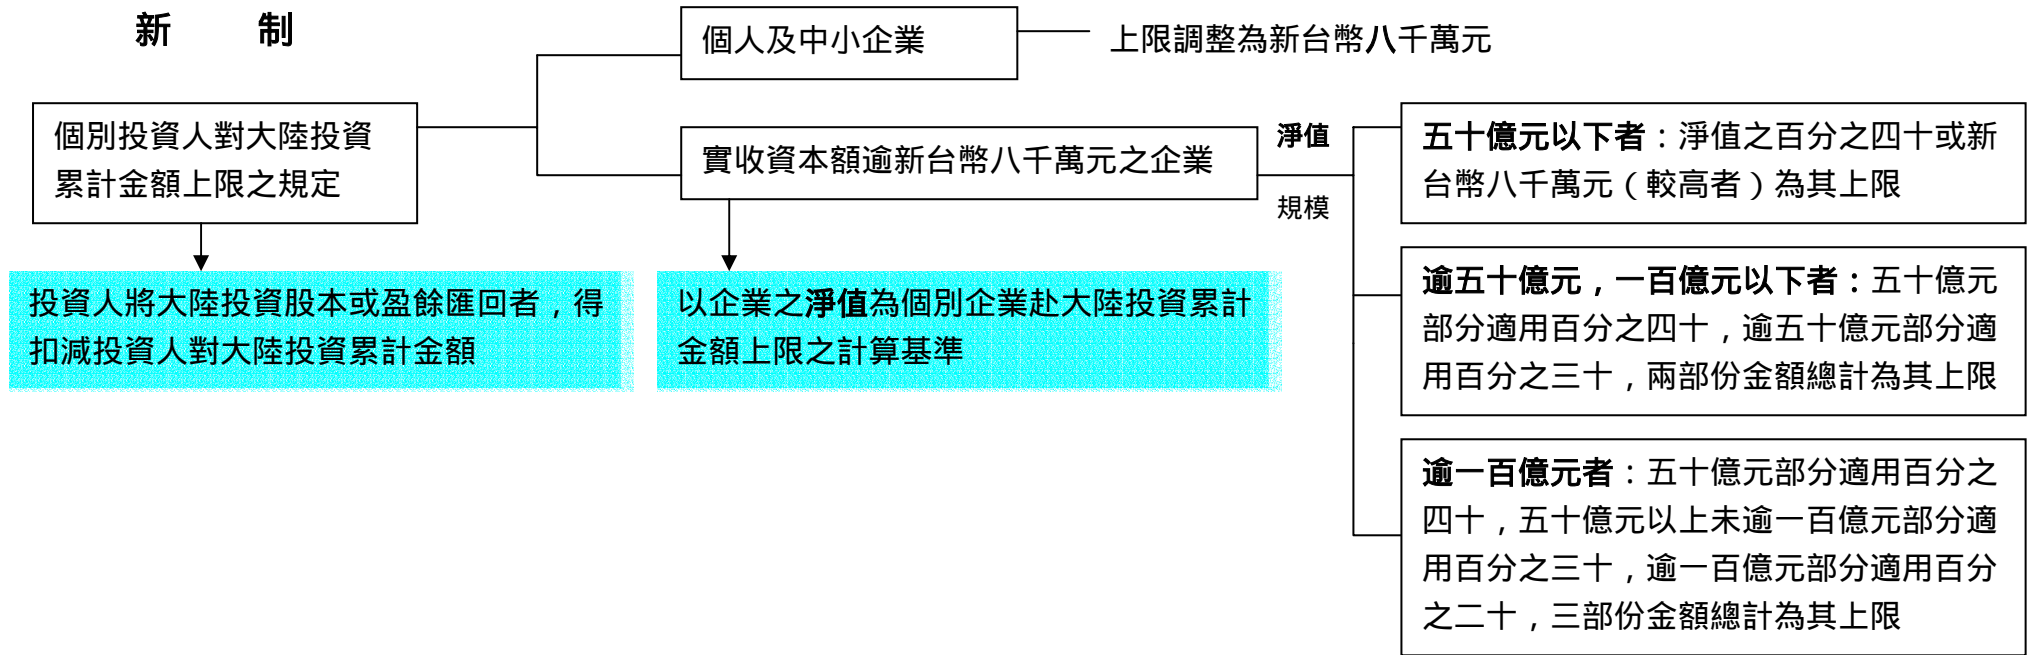 新 制
個人及中小企業
上限調整為新台幣八千萬元
個別投資人對大陸投資
累計金額上限之規定
實收資本額逾新台幣八千萬元之企業
淨值
規模
五十億元以下者：淨值之百分之四十或新
台幣八千萬元（較高者）為其上限
投資人將大陸投資股本或盈餘匯回者，得
扣減投資人對大陸投資累計金額
以企業之淨值為個別企業赴大陸投資累計
金額上限之計算基準
逾五十億元，一百億元以下者：五十億元
部分適用百分之四十，逾五十億元部分適
用百分之三十，兩部份金額總計為其上限
逾一百億元者：五十億元部分適用百分之
四十，五十億元以上未逾一百億元部分適
用百分之三十，逾一百億元部分適用百分
之二十，三部份金額總計為其上限